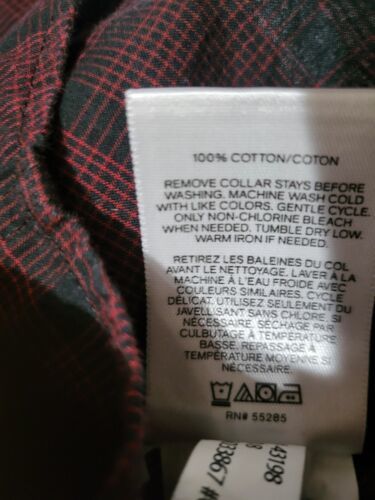 100% COTTON/COTON
REMOVE COLLAR STAYS BEFORE
WASHING. MACHINE WASH COLD
WITH LIKE COLORS. GENTLE CYCLE.
ONLY NON-CHLORINE BLEACH
WHEN NEEDED. TUMBLE DRY LOW.
WARM IRON IF NEEDED.
RETIREZ LES BALEINES DU COL
AVANT LE NETTOYAGE. LAVER À LA
MACHINE À L'EAU FROIDE AVEC
COULEURS SIMILAIRES. CYCLE
DÉLICAT. UTILISEZ SEULEMENT DU
JAVELLISANT SANS CHLORE, SI
NÉCESSAIRE. SÉCHAGE PAR
CULBUTAGE À TEMPÉRATURE
BASSE. REPASSAGE À
TEMPÉRATURE MOYENNE SI
NÉCESSAIRE.
RN# 55285
43198
33867